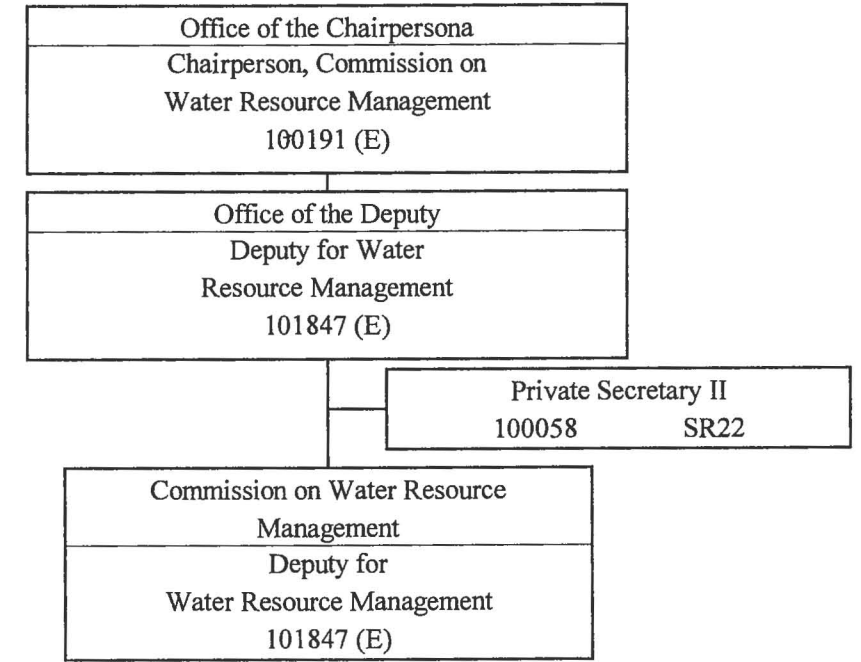 Office of the Chairpersona
Chairperson, Commission on
Water Resource Management
100191 (E)
Office of the Deputy
Deputy for Water
Resource Management
101847 (E)
Private Secretary II
100058 SR22
Commission on Water Resource
Management
Deputy for
Water Resource Management
101847 (E)